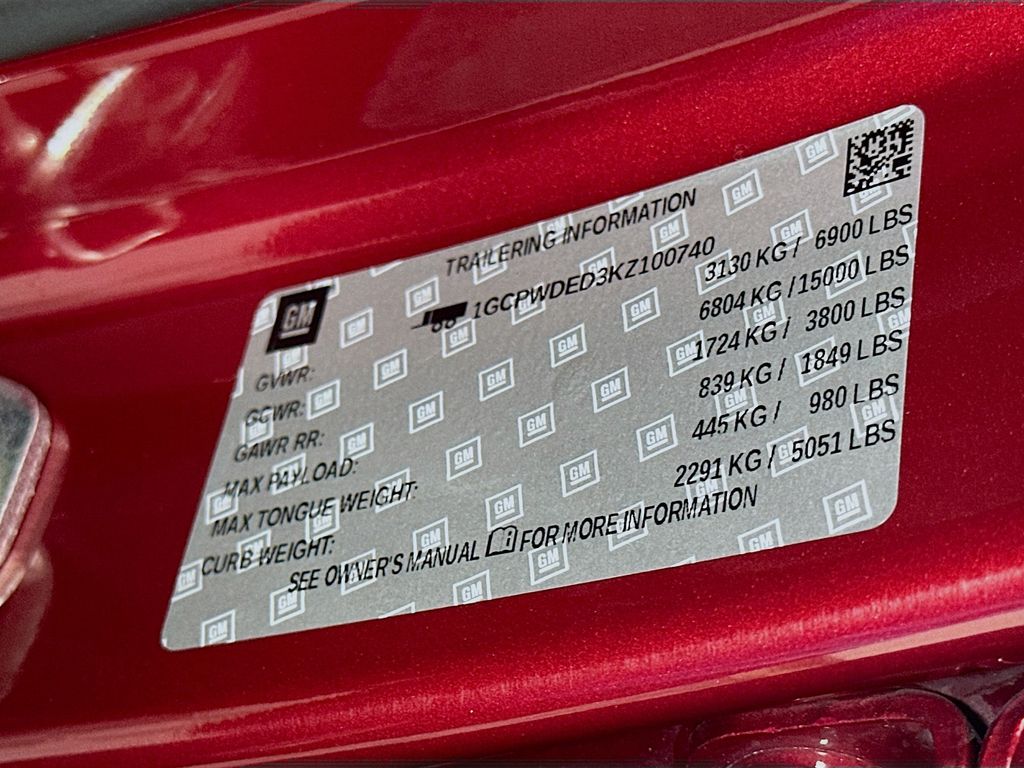 TRAILERING INFORMATION
GM 1GCPWDED3KZ100740
GVWR: 3130 KG / 6900 LBS
GCWR: 6804 KG / 15000 LBS
GAWR RR: 1724 KG / 3800 LBS
MAX PAYLOAD: 839 KG / 1849 LBS
MAX TONGUE WEIGHT: 445 KG / 980 LBS
CURB WEIGHT: 2291 KG / 5051 LBS
SEE OWNER'S MANUAL FOR MORE INFORMATION